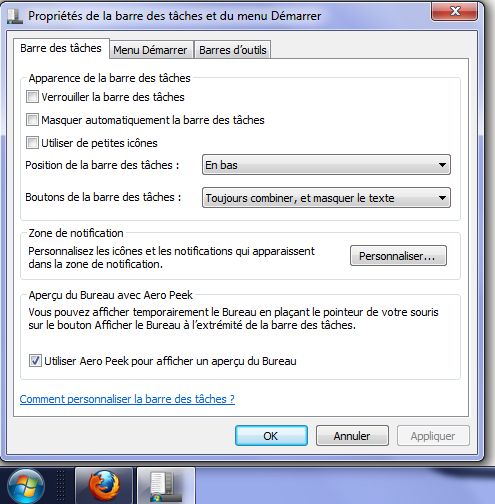 Propriétés de la barre des tâches et du menu Démarrer
Barre des tâches
Menu Démarrer
Barres d'outils
Apparence de la barre des tâches
Verrouiller la barre des tâches
Masquer automatiquement la barre des tâches
Utiliser de petites icônes
Position de la barre des tâches :
En bas
Boutons de la barre des tâches :
Toujours combiner, et masquer le texte
Zone de notification
Personnalisez les icônes et les notifications qui apparaissent
dans la zone de notification.
Personnaliser...
Aperçu du Bureau avec Aero Peek
Vous pouvez afficher temporairement le Bureau en plaçant le pointeur de votre souris
sur le bouton Afficher le Bureau à l'extrémité de la barre des tâches.
Utiliser Aero Peek pour afficher un aperçu du Bureau
Comment personnaliser la barre des tâches ?
OK
Annuler
Appliquer